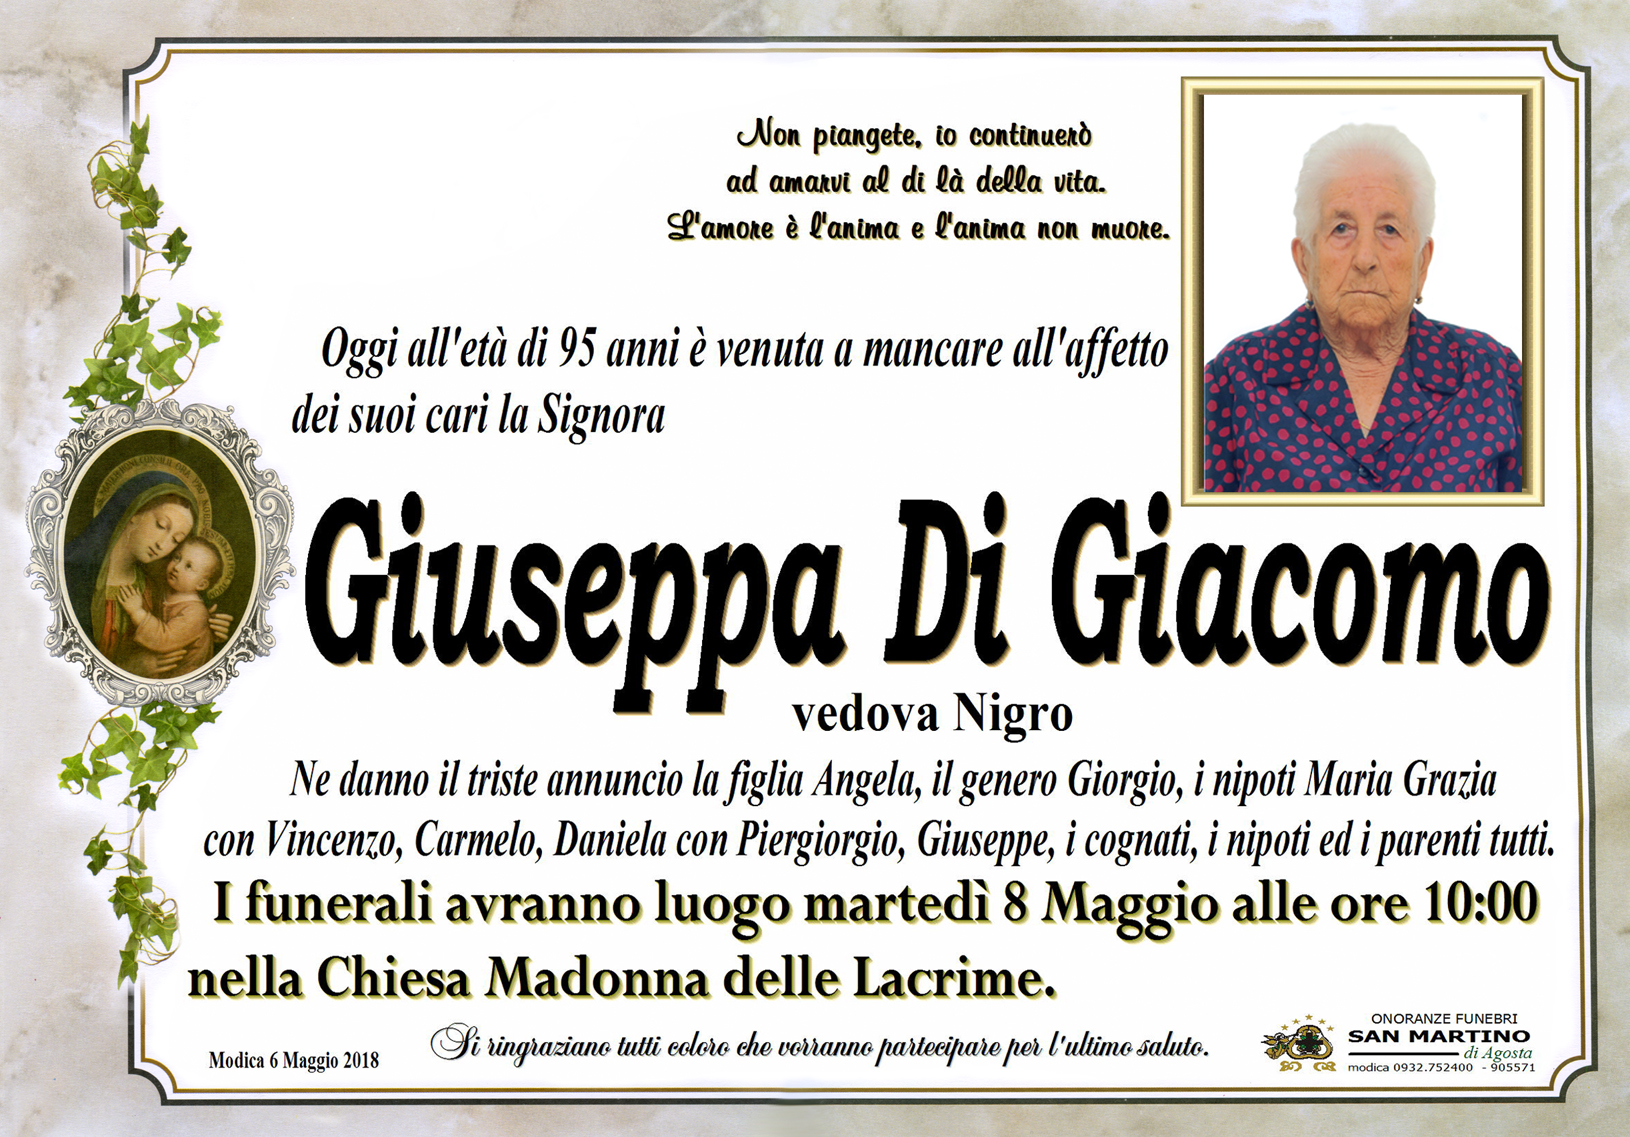 Non piangete, io continuerò
ad amarvi al di là della vita.
L'amore è l'anima e l'anima non muore.
Oggi all'età di 95 anni è venuta a mancare all'affetto
dei suoi cari la Signora
Giuseppa Di Giacomo
vedova Nigro
Ne danno il triste annuncio la figlia Angela, il genero Giorgio, i nipoti Maria Grazia
con Vincenzo, Carmelo, Daniela con Piergiorgio, Giuseppe, i cognati, i nipoti ed i parenti tutti.
I funerali avranno luogo martedì 8 Maggio alle ore 10:00
nella Chiesa Madonna delle Lacrime.
Si ringraziano tutti coloro che vorranno partecipare per l'ultimo saluto.
Modica 6 Maggio 2018
ONORANZE FUNEBRI
SAN MARTINO
di Agosta
modica 0932.752400 - 905571